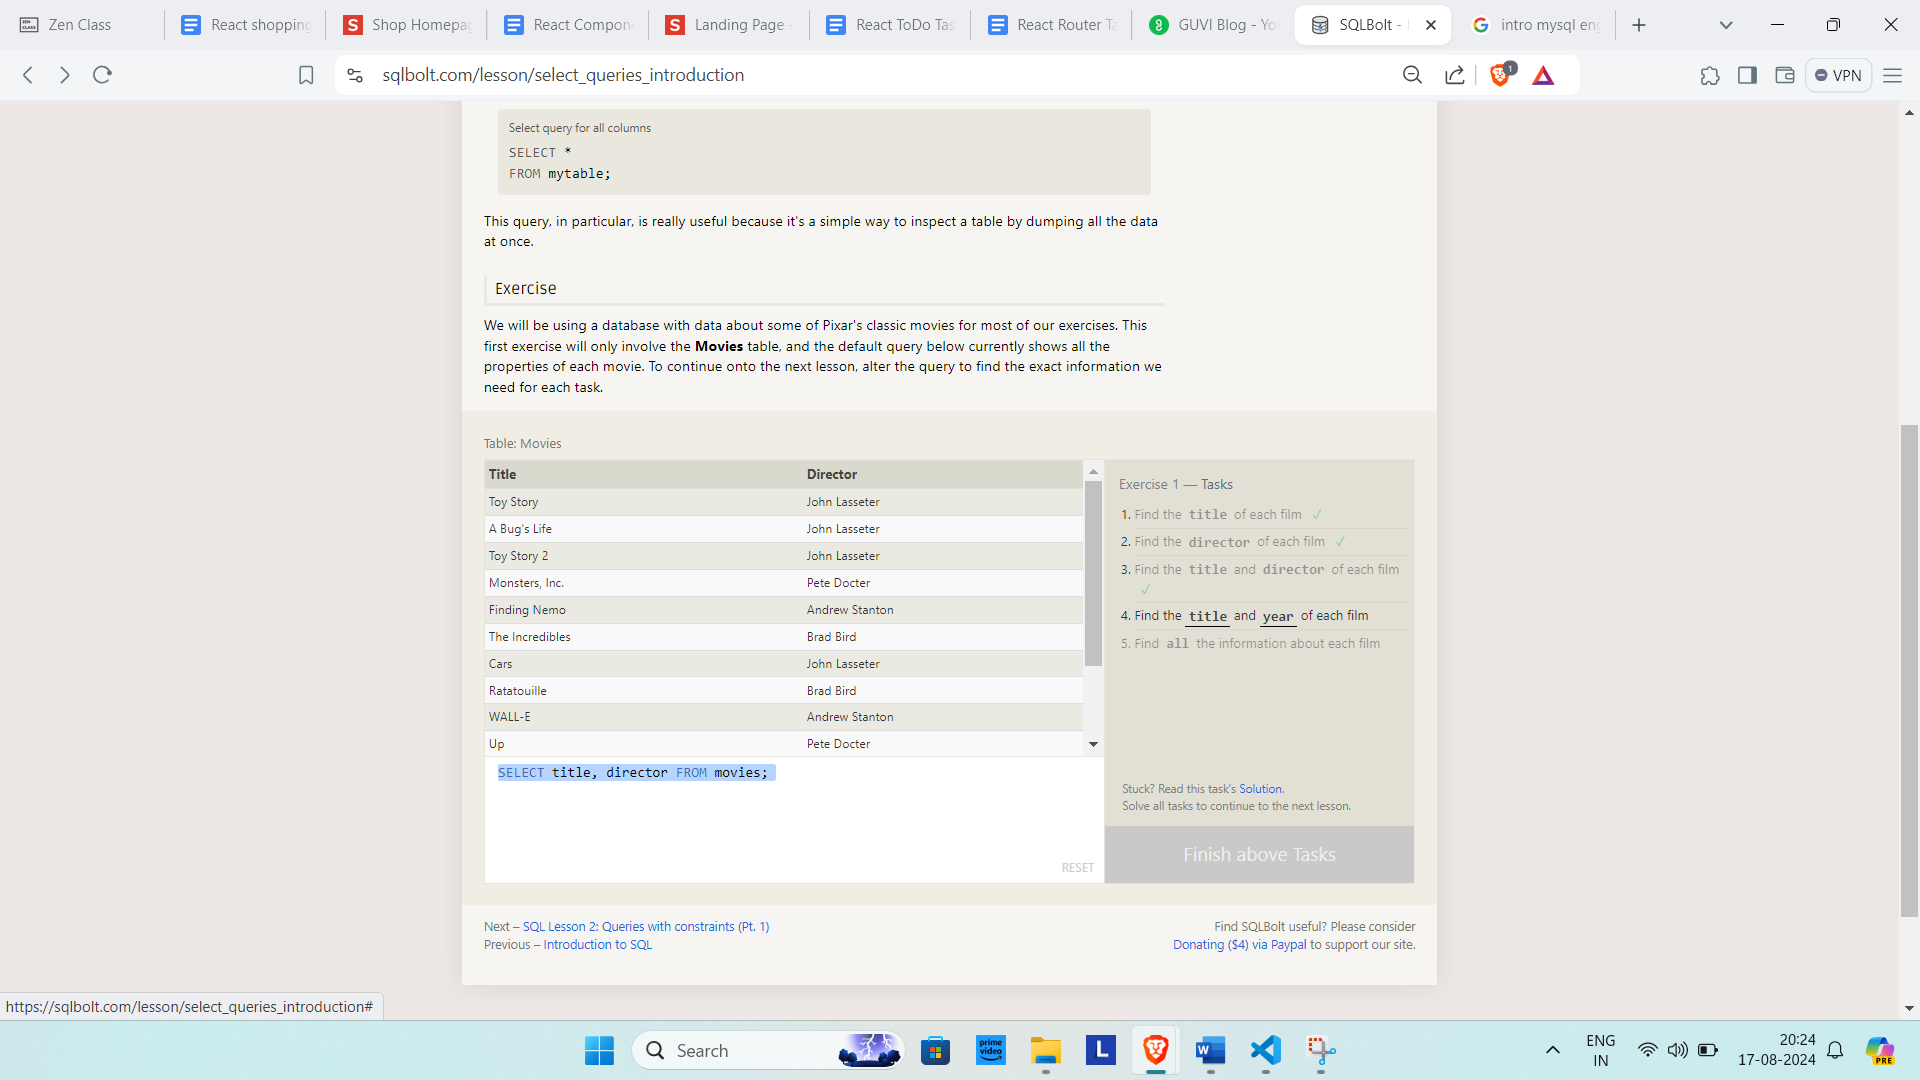 Zen Class
React shopping
Shop Homepag
React Compon
Landing Page -
React ToDo Tas
React Router Ta
GUVI Blog - Yo
SQLBolt -
intro mysql eng
sqlbolt.com/lesson/select_queries_introduction
1
VPN
Select query for all columns
SELECT *
FROM mytable;
This query, in particular, is really useful because it's a simple way to inspect a table by dumping all the data
at once.
Exercise
We will be using a database with data about some of Pixar's classic movies for most of our exercises. This
first exercise will only involve the Movies table, and the default query below currently shows all the
properties of each movie. To continue onto the next lesson, alter the query to find the exact information we
need for each task.
Table: Movies
Title Director
Toy Story John Lasseter
A Bug's Life John Lasseter
Toy Story 2 John Lasseter
Monsters, Inc. Pete Docter
Finding Nemo Andrew Stanton
The Incredibles Brad Bird
Cars John Lasseter
Ratatouille Brad Bird
WALL-E Andrew Stanton
Up Pete Docter
SELECT title, director FROM movies;
RESET
Exercise 1 — Tasks
1. Find the title of each film ✓
2. Find the director of each film ✓
3. Find the title and director of each film
✓
4. Find the title and year of each film
5. Find all the information about each film
Stuck? Read this task's Solution.
Solve all tasks to continue to the next lesson.
Finish above Tasks
Next – SQL Lesson 2: Queries with constraints (Pt. 1)
Previous – Introduction to SQL
Find SQLBolt useful? Please consider
Donating ($4) via Paypal to support our site.
https://sqlbolt.com/lesson/select_queries_introduction#
Search
prime video
L
W
ENG
IN
20:24
17-08-2024
PRE